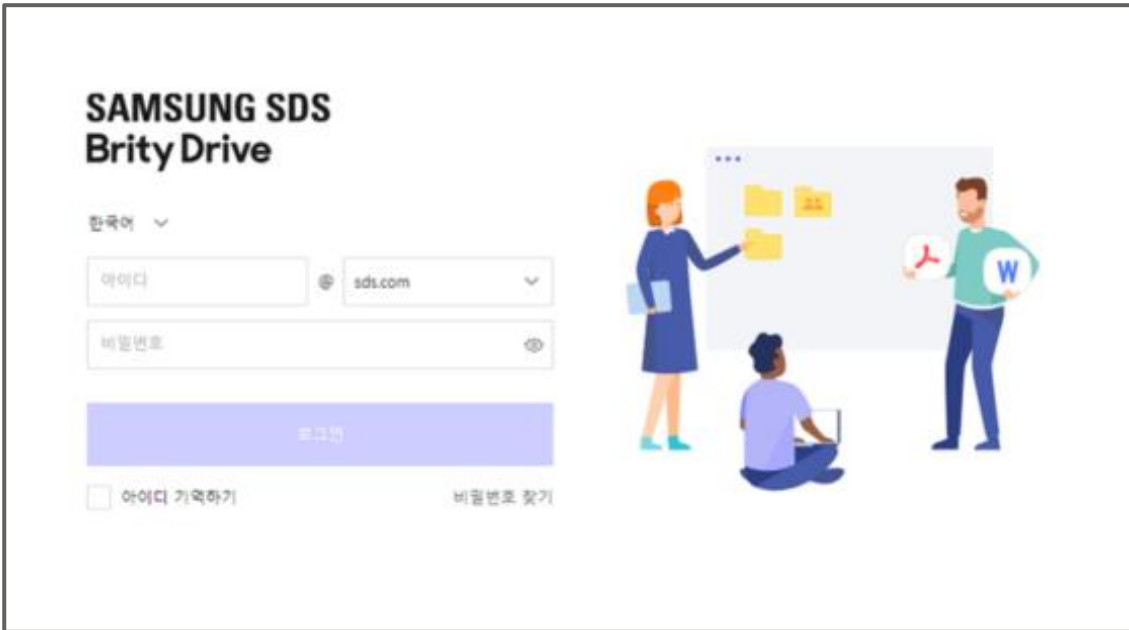 SAMSUNG SDS
Brity Drive
한국어
아이디 @ sds.com
비밀번호
로그인
아이디 기억하기 비밀번호 찾기
W